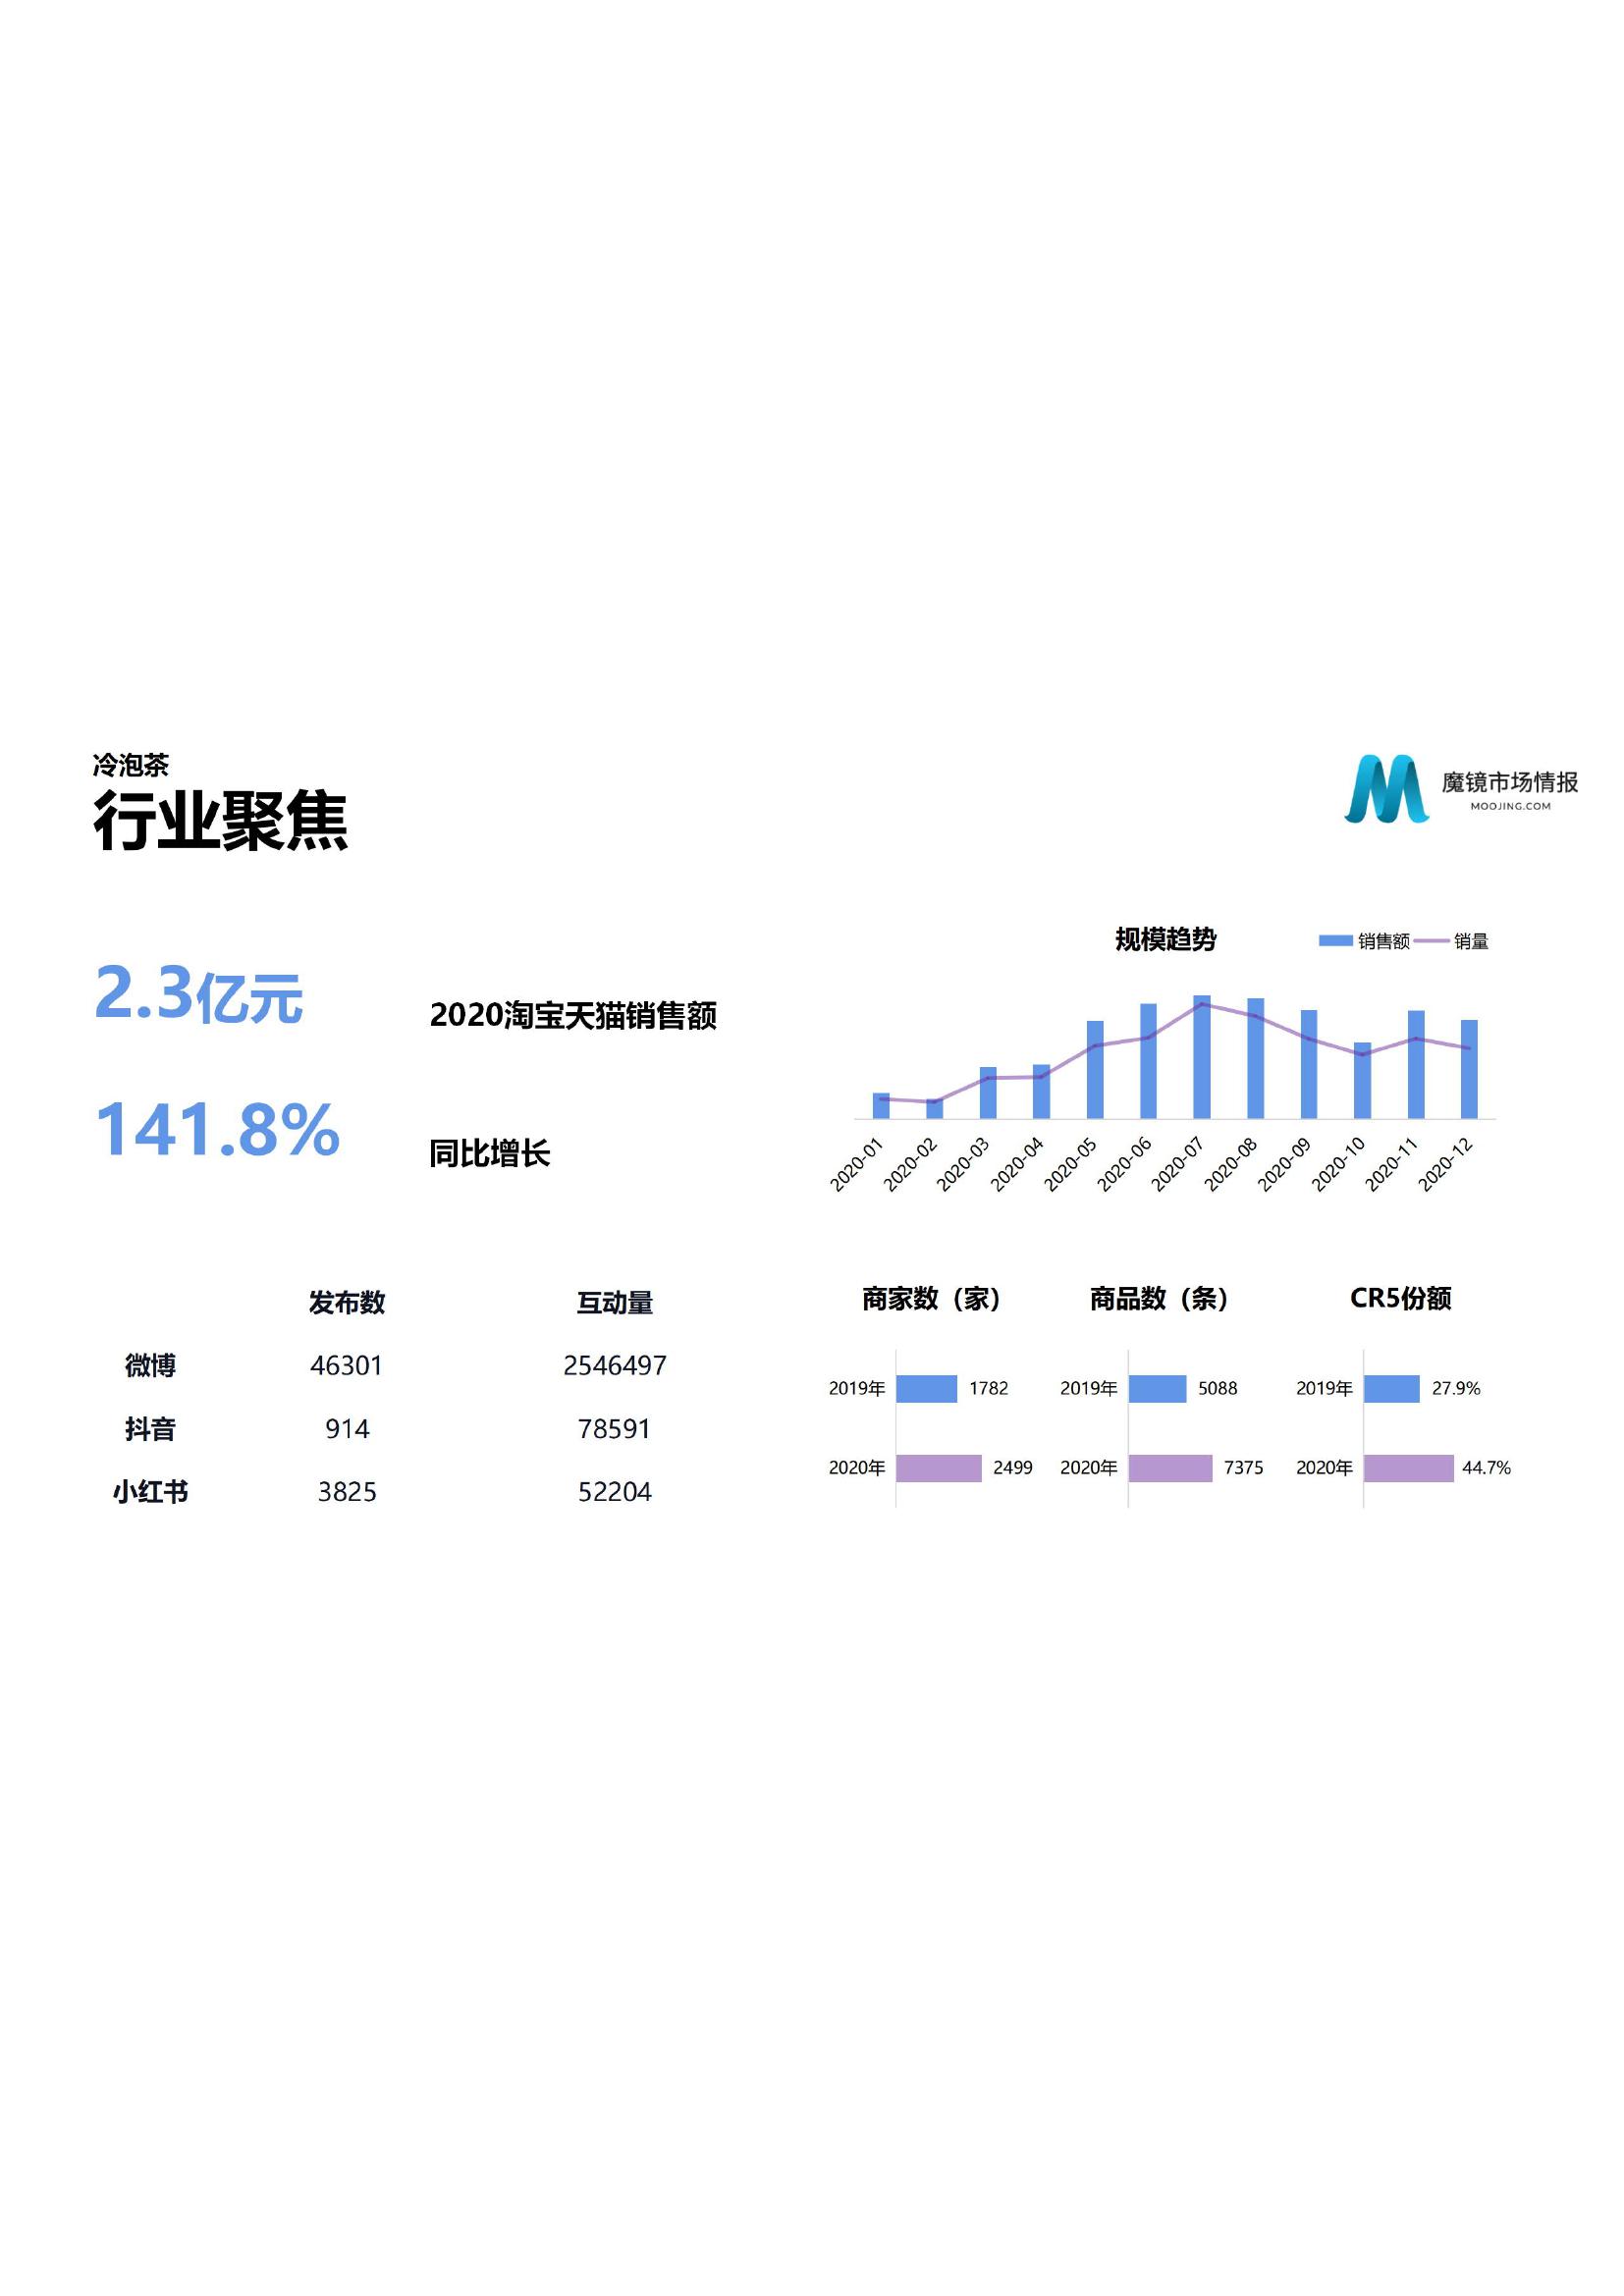 冷泡茶
行业聚焦
魔镜市场情报
MOOJING.COM
2.3亿元
2020淘宝天猫销售额
141.8%
同比增长
规模趋势
销售额 销量
2020-01 2020-02 2020-03 2020-04 2020-05 2020-06 2020-07 2020-08 2020-09 2020-10 2020-11 2020-12
发布数 互动量
微博 46301 2546497
抖音 914 78591
小红书 3825 52204
商家数（家）
2019年 1782
2020年 2499
商品数（条）
2019年 5088
2020年 7375
CR5份额
2019年 27.9%
2020年 44.7%